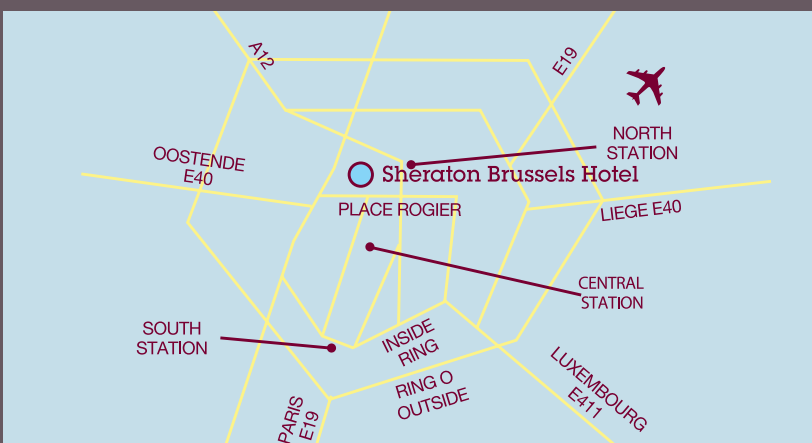 A12
E19
NORTH
STATION
OOSTENDE
E40
Sheraton Brussels Hotel
PLACE ROGIER
LIEGE E40
CENTRAL
STATION
SOUTH
STATION
INSIDE
RING
RING O
OUTSIDE
LUXEMBOURG
E411
PARIS
E19